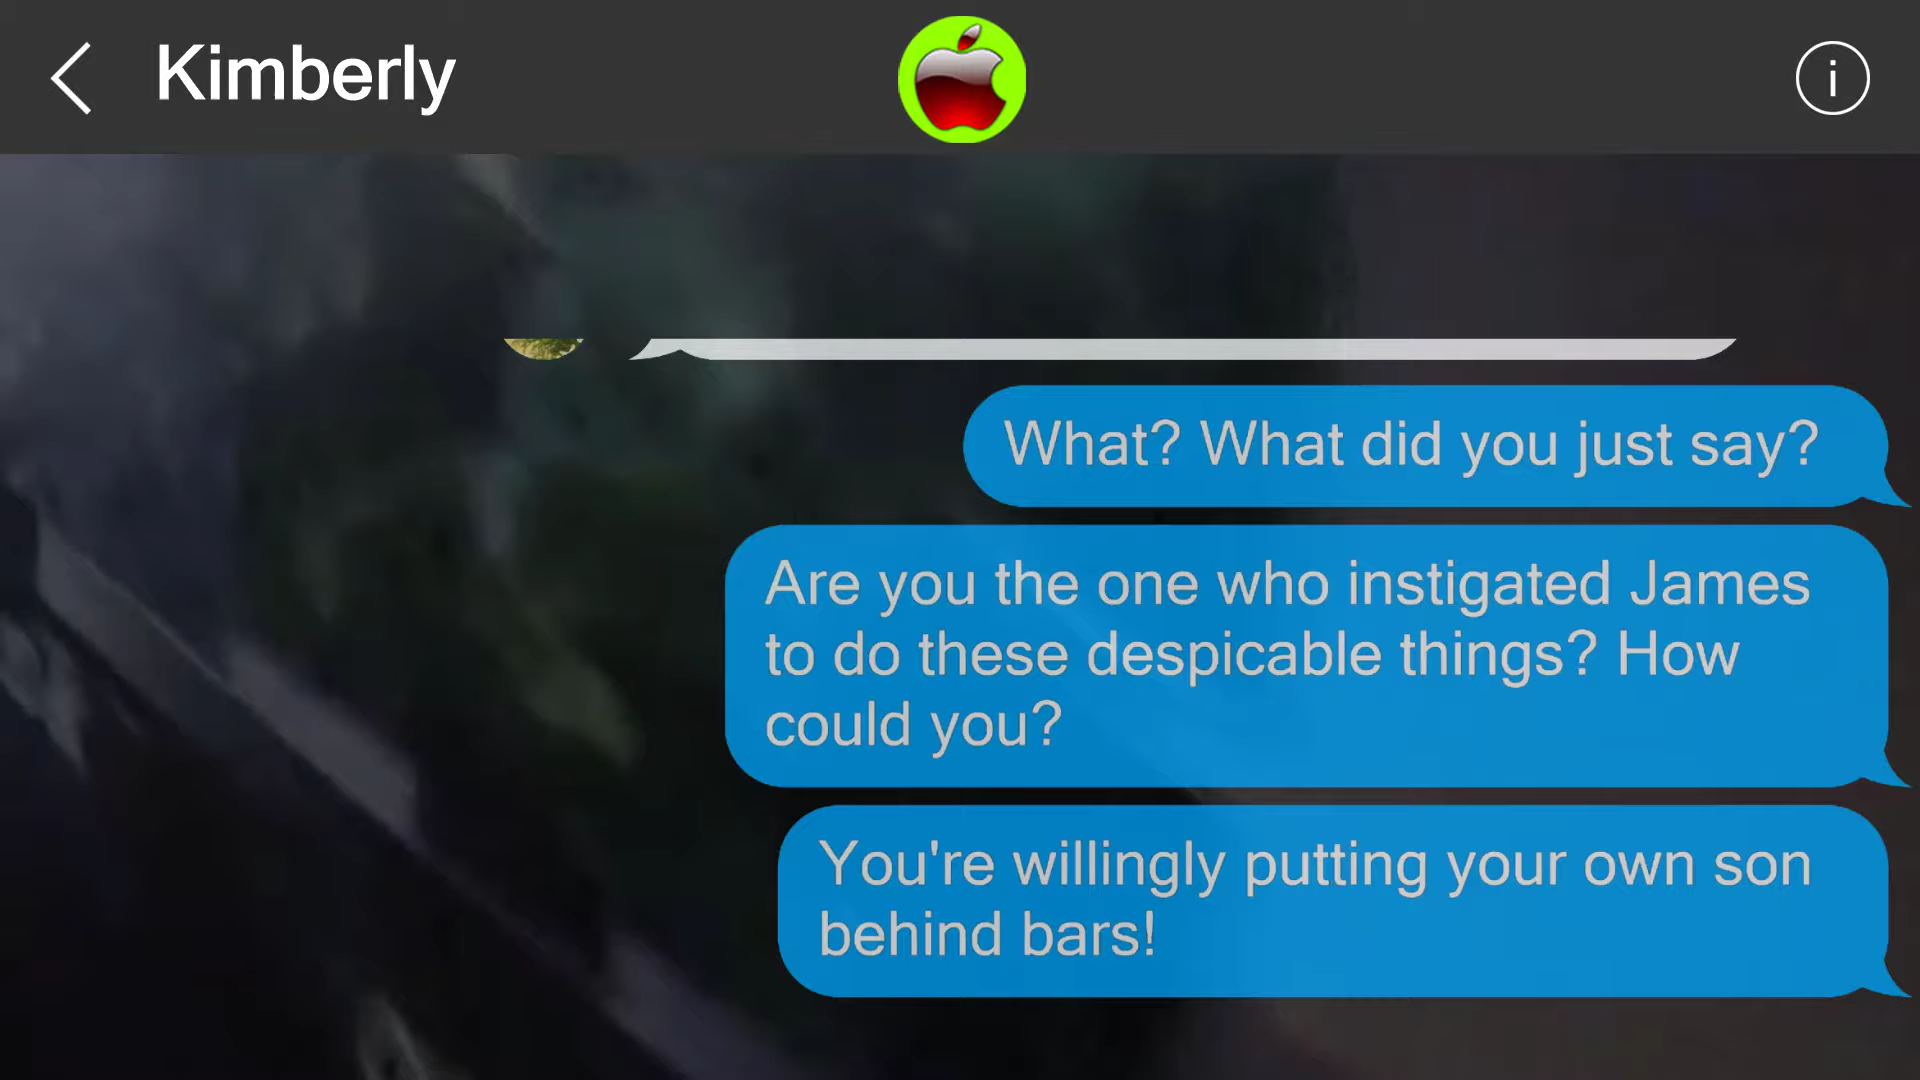 Kimberly
What? What did you just say?
Are you the one who instigated James
to do these despicable things? How
could you?
You're willingly putting your own son
behind bars!